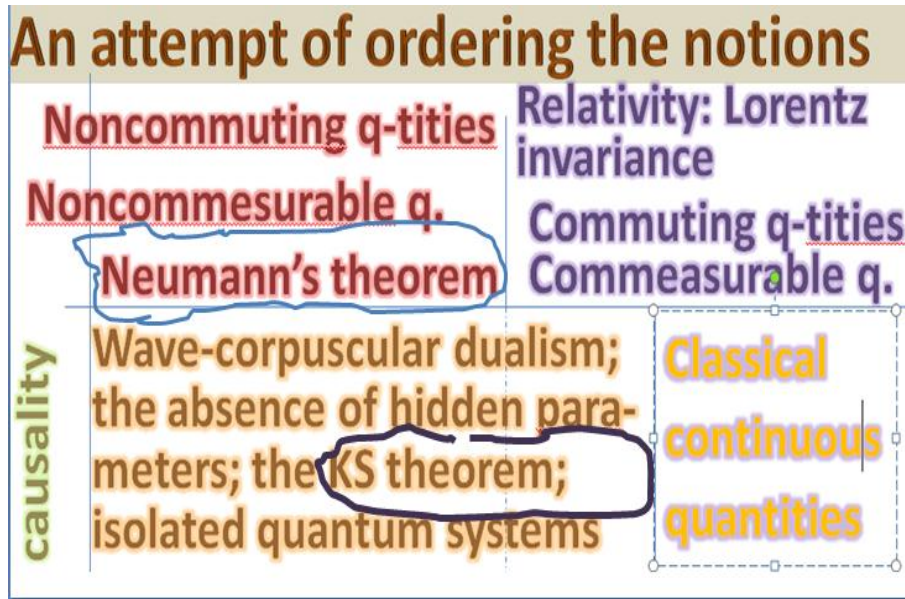 An attempt of ordering the notions
Noncommuting q-tities
Noncommesurable q.
Neumann's theorem
Relativity: Lorentz
invariance
Commuting q-tities
Commeasurable q.
causality
Wave-corpuscular dualism;
the absence of hidden para-
meters; the KS theorem;
isolated quantum systems
Classical
continuous
quantities